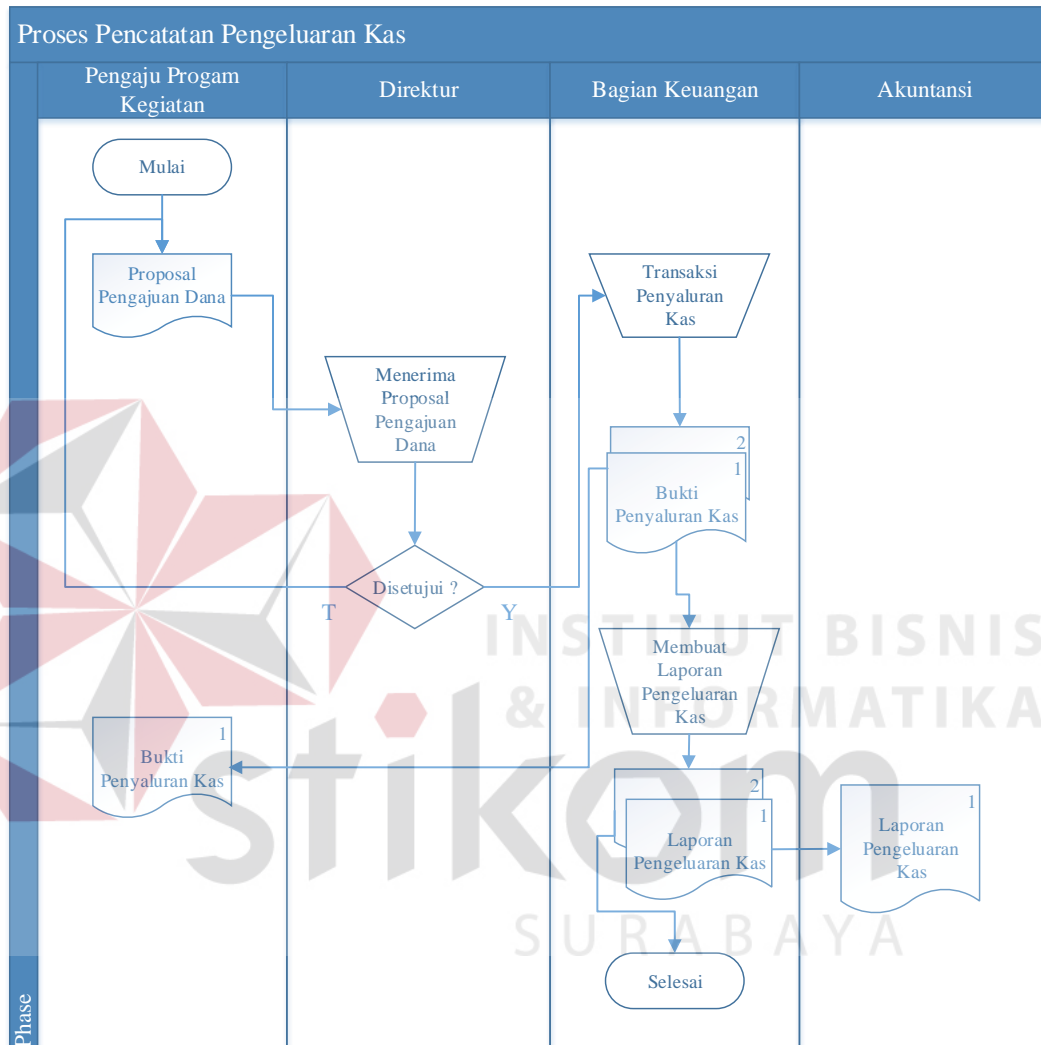 Proses Pencatatan Pengeluaran Kas
Pengaju Progam
Kegiatan
Direktur
Bagian Keuangan
Akuntansi
Mulai
Proposal
Pengajuan Dana
Transaksi
Penyaluran
Kas
Menerima
Proposal
Pengajuan
Dana
2
1
Bukti
Penyaluran Kas
Disetujui ?
T
Y
Membuat
Laporan
Pengeluaran
Kas
1
Bukti
Penyaluran Kas
2
1
Laporan
Pengeluaran Kas
1
Laporan
Pengeluaran
Kas
Selesai
Phase
INSTITUT BISNIS
& INFORMATIKA
stikom
SURABAYA